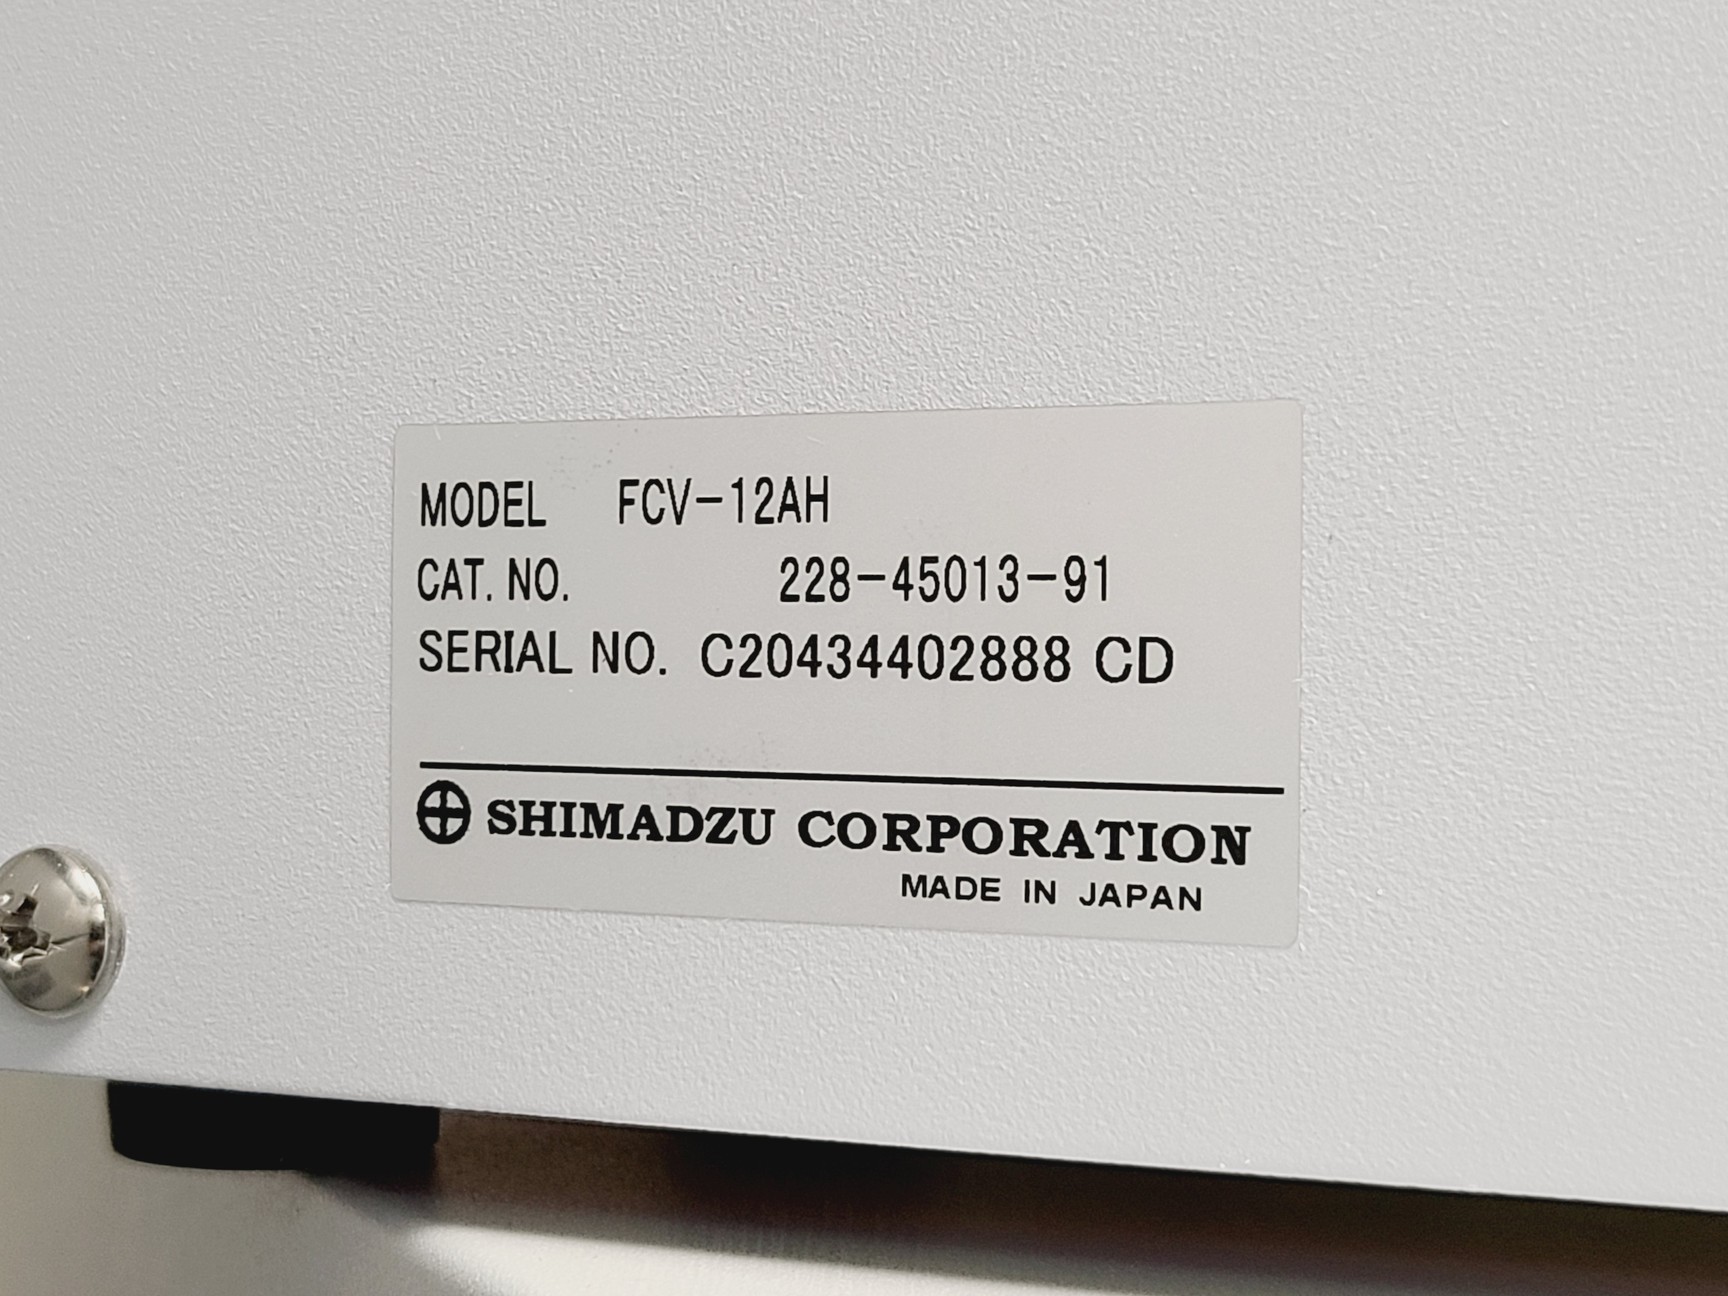 MODEL FCV-12AH
CAT. NO. 228-45013-91
SERIAL NO. C20434402888 CD
SHIMADZU CORPORATION
MADE IN JAPAN